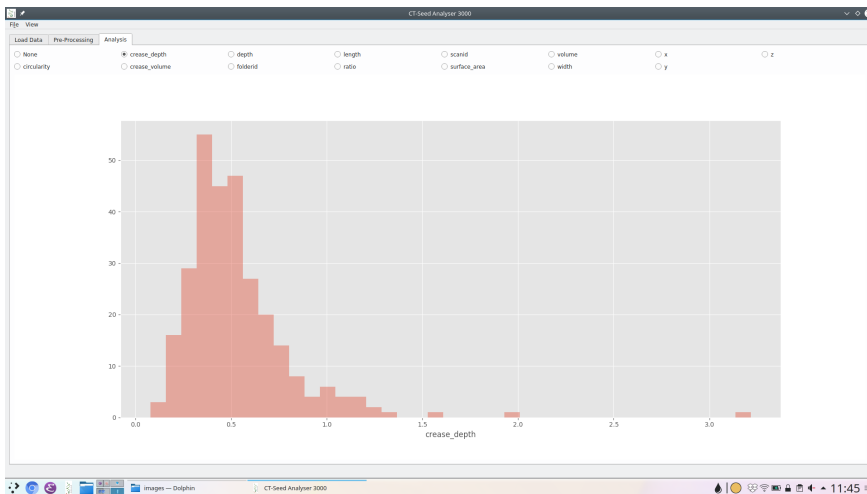 CT-Seed Analyser 3000
File View
Load Data Pre-Processing Analysis
None crease_depth depth length scanid volume x z
circularity crease_volume folderid ratio surface_area width y
50
40
30
20
10
0
0.0 0.5 1.0 1.5 2.0 2.5 3.0
crease_depth
images — Dolphin CT-Seed Analyser 3000 11:45